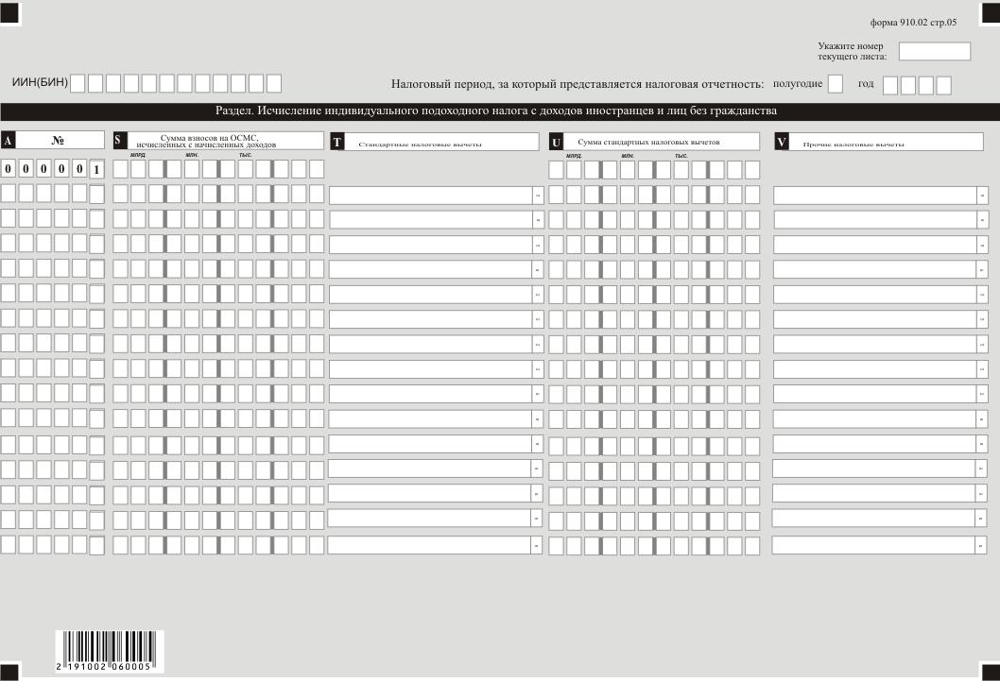 форма 910.02 стр.05
Укажите номер
текущего листа:
ИИН(БИН)
Налоговый период, за который представляется налоговая отчетность: полугодие год
Раздел. Исчисление индивидуального подоходного налога с доходов иностранцев и лиц без гражданства
A №
S Сумма взносов на ОСМС,
исчисленных с начисленных доходов
T Стандартные налоговые вычеты
U Сумма стандартных налоговых вычетов
V Прочие налоговые вычеты
МЛРД. МЛН. ТЫС.
МЛРД. МЛН. ТЫС.
0 0 0 0 0 1
2 191002 060005